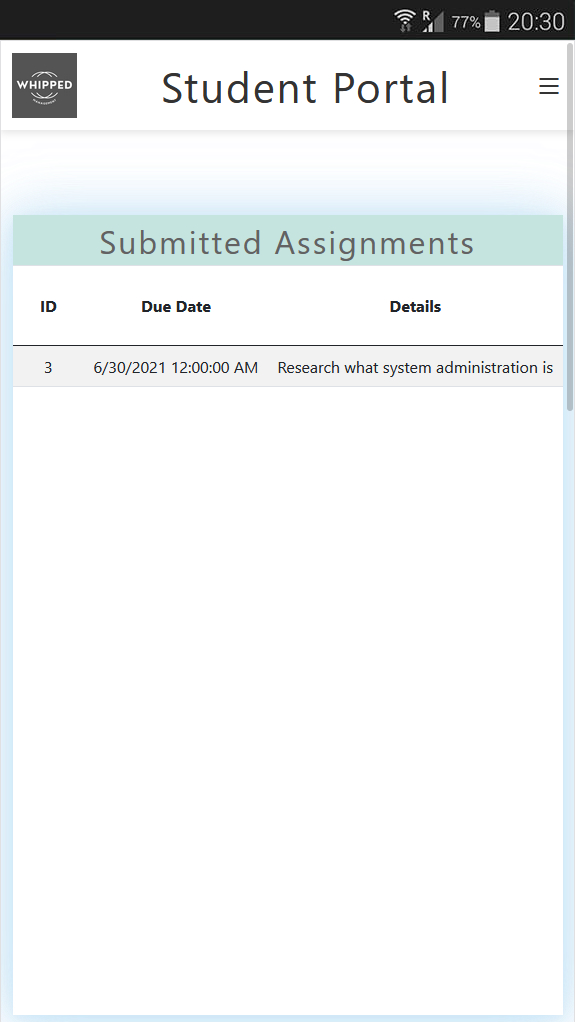 R 77% 20:30
WHIPPED
MANAGEMENT
Student Portal
Submitted Assignments
ID Due Date Details
3 6/30/2021 12:00:00 AM Research what system administration is